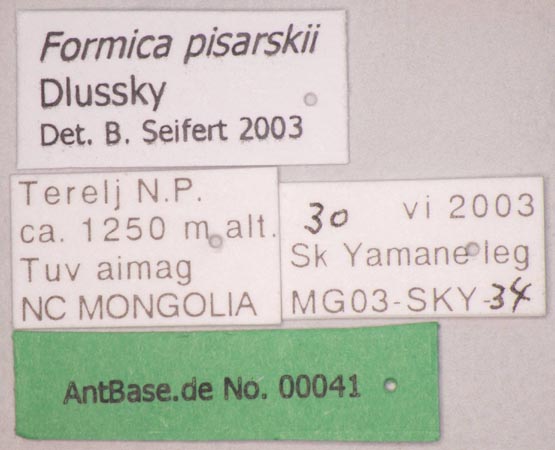 Formica pisarskii
Dlussky
Det. B. Seifert 2003
Terelj N.P.
ca. 1250 m alt.
Tuv aimag
NC MONGOLIA
30 vi 2003
Sk Yamane leg
MG03-SKY-34
AntBase.de No. 00041